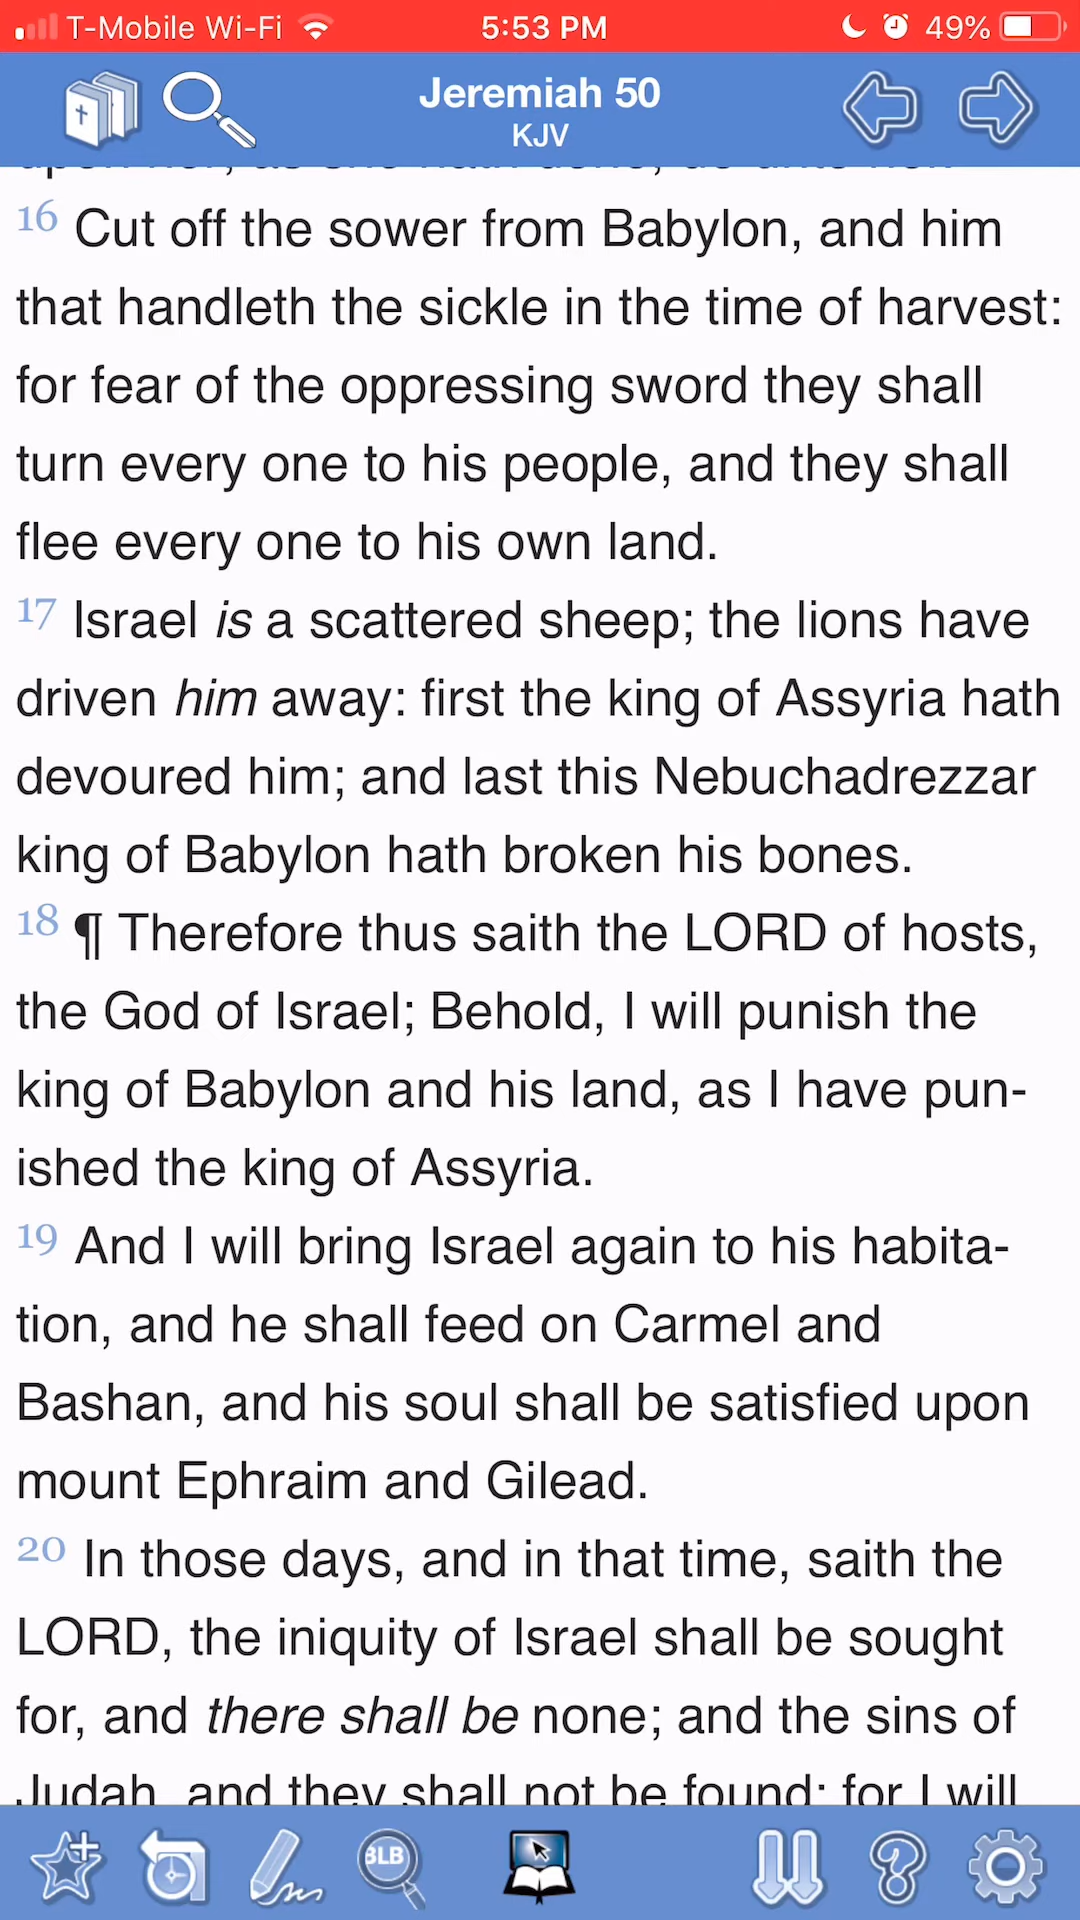 T-Mobile Wi-Fi 5:53 PM 49%
Jeremiah 50
KJV
16 Cut off the sower from Babylon, and him
that handleth the sickle in the time of harvest:
for fear of the oppressing sword they shall
turn every one to his people, and they shall
flee every one to his own land.
17 Israel is a scattered sheep; the lions have
driven him away: first the king of Assyria hath
devoured him; and last this Nebuchadrezzar
king of Babylon hath broken his bones.
18 ¶ Therefore thus saith the LORD of hosts,
the God of Israel; Behold, I will punish the
king of Babylon and his land, as I have pun-
ished the king of Assyria.
19 And I will bring Israel again to his habita-
tion, and he shall feed on Carmel and
Bashan, and his soul shall be satisfied upon
mount Ephraim and Gilead.
20 In those days, and in that time, saith the
LORD, the iniquity of Israel shall be sought
for, and there shall be none; and the sins of
Judah, and they shall not be found: for I will
BLB